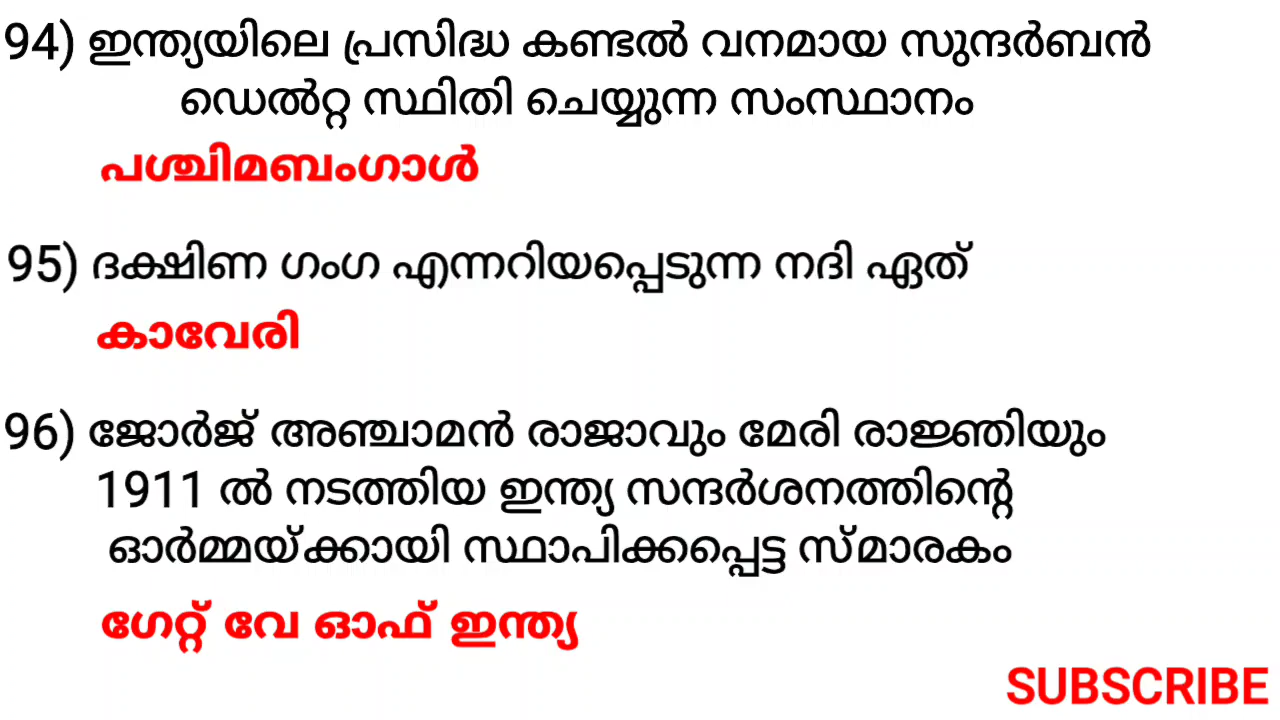 94) ഇന്ത്യയിലെ പ്രസിദ്ധ കണ്ടൽ വനമായ സുന്ദർബൻ
ഡെൽറ്റ സ്ഥിതി ചെയ്യുന്ന സംസ്ഥാനം
പശ്ചിമബംഗാൾ
95) ദക്ഷിണ ഗംഗ എന്നറിയപ്പെടുന്ന നദി ഏത്
കാവേരി
96) ജോർജ് അഞ്ചാമൻ രാജാവും മേരി രാജ്ഞിയും
1911 ൽ നടത്തിയ ഇന്ത്യ സന്ദർശനത്തിന്റെ
ഓർമ്മയ്ക്കായി സ്ഥാപിക്കപ്പെട്ട സ്മാരകം
ഗേറ്റ് വേ ഓഫ് ഇന്ത്യ
SUBSCRIBE